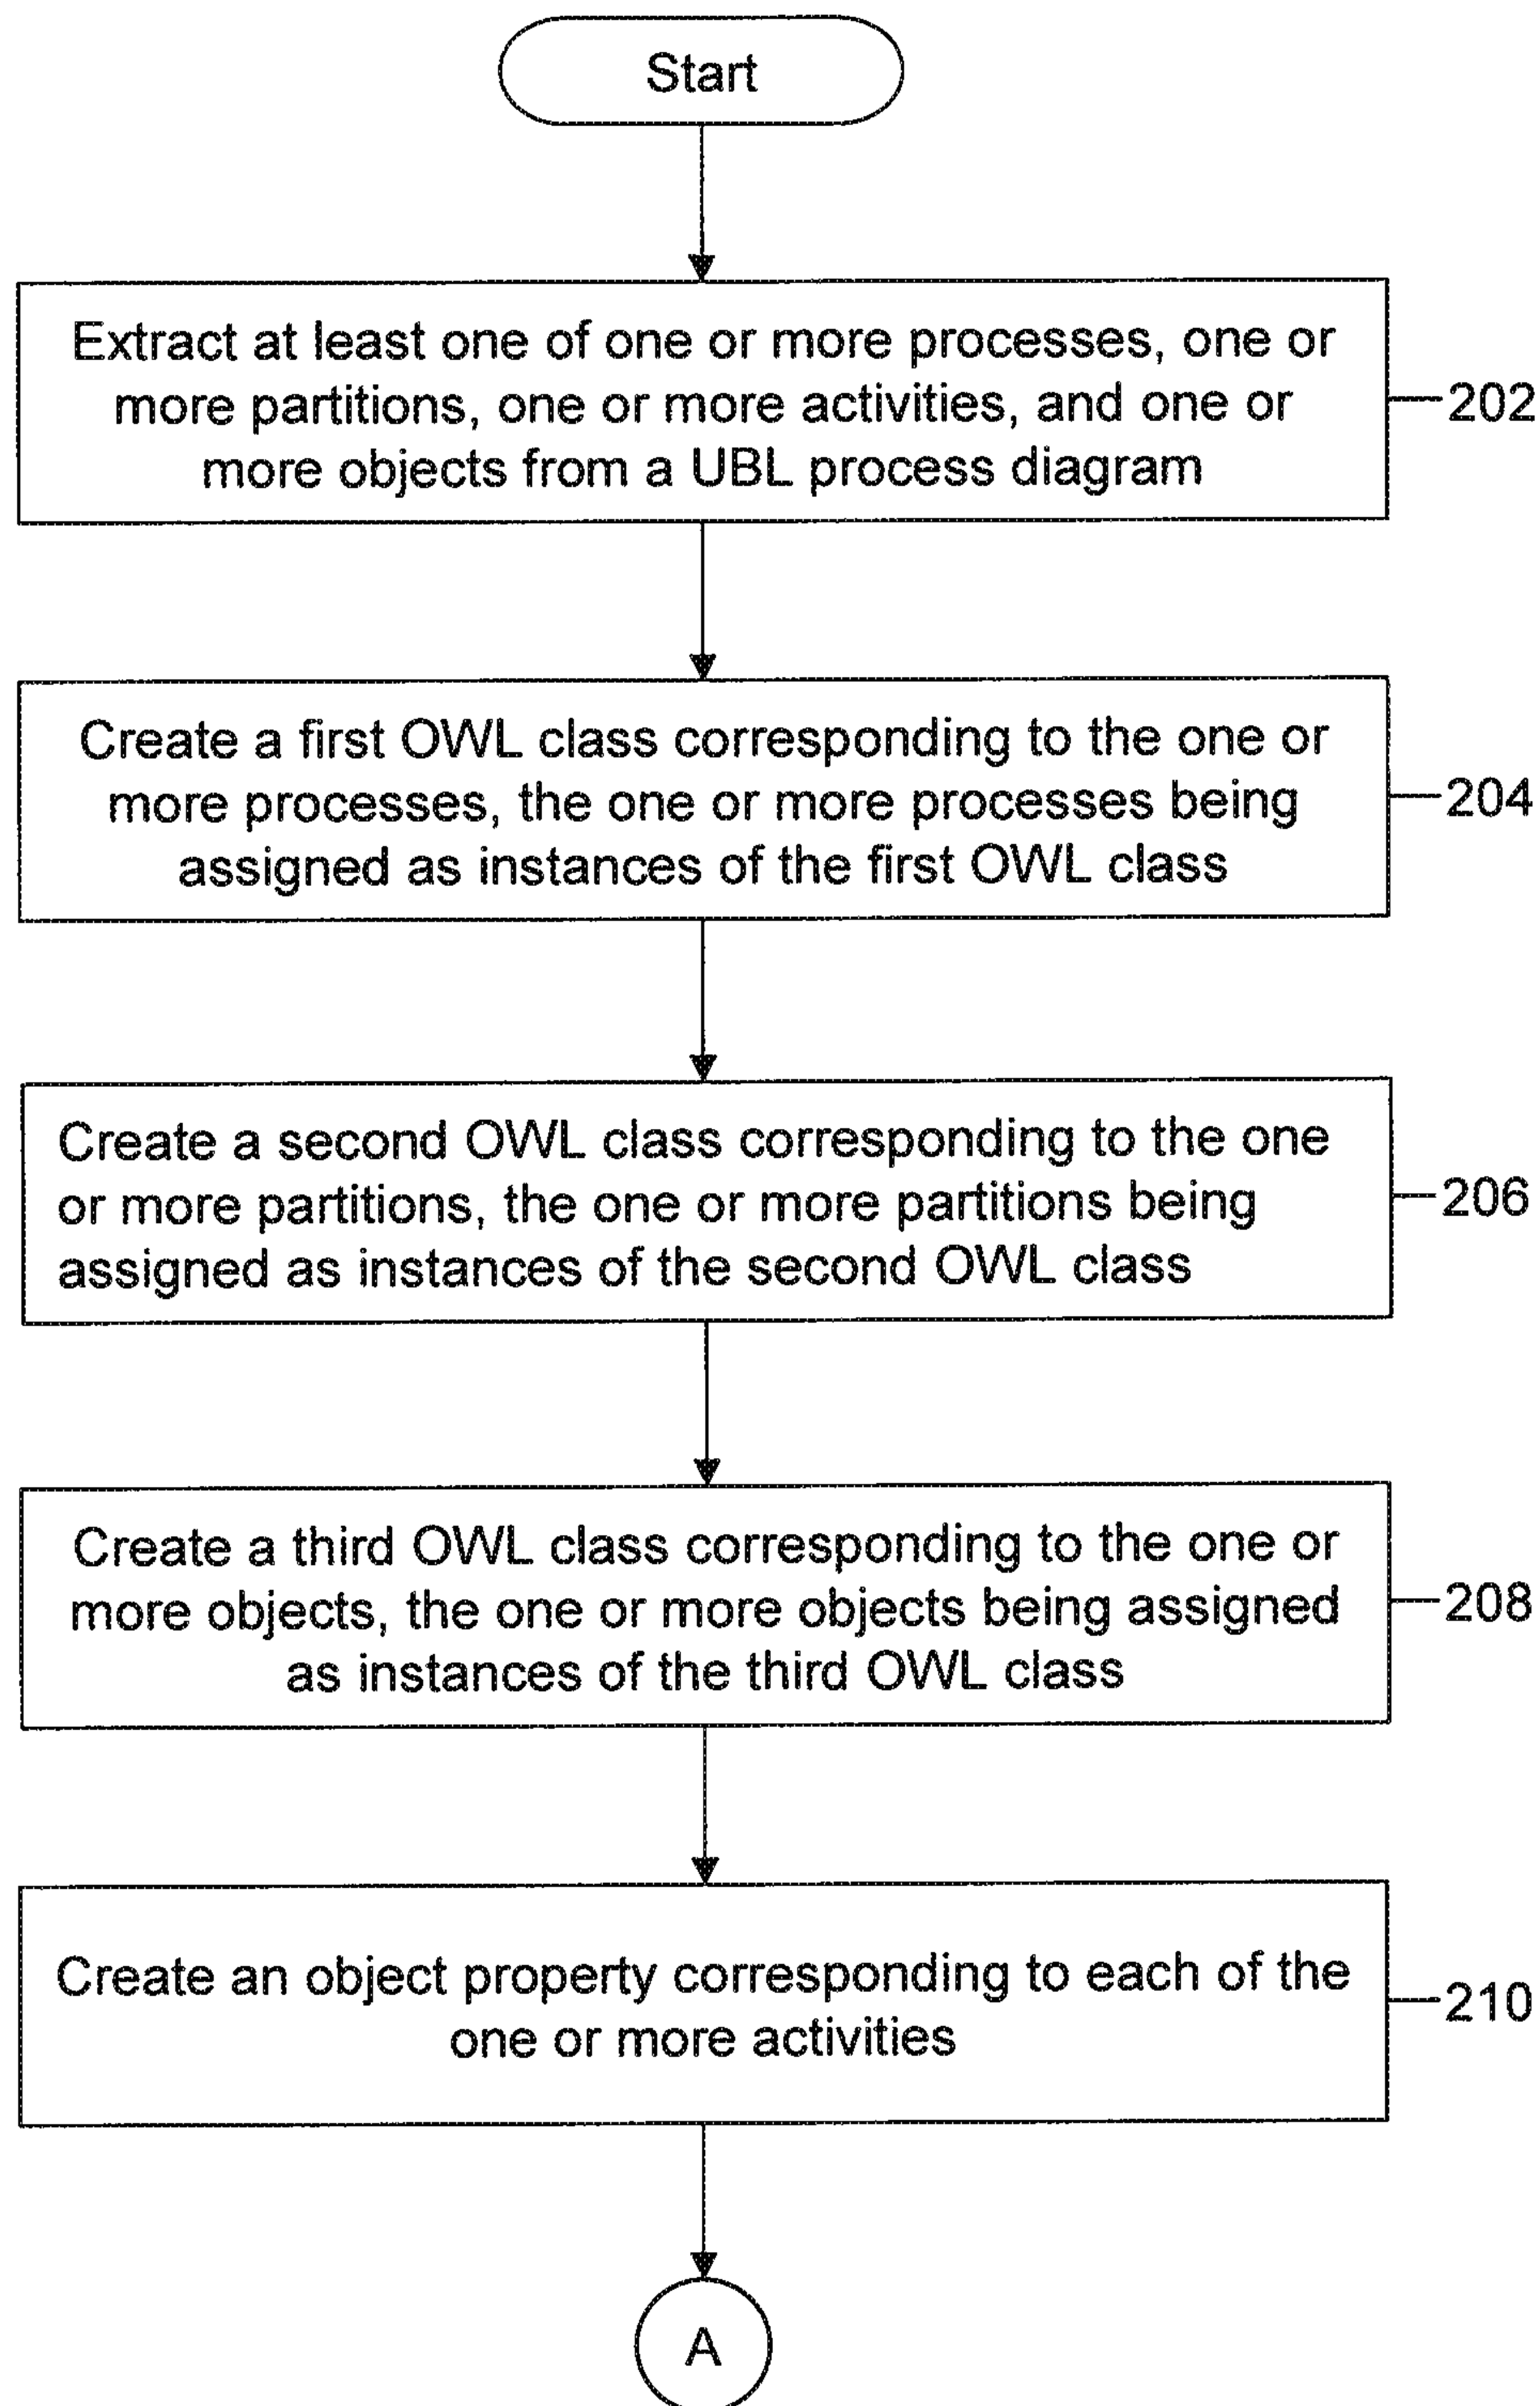 Start
Extract at least one of one or more processes, one or
more partitions, one or more activities, and one or
more objects from a UBL process diagram
202
Create a first OWL class corresponding to the one or
more processes, the one or more processes being
assigned as instances of the first OWL class
204
Create a second OWL class corresponding to the one
or more partitions, the one or more partitions being
assigned as instances of the second OWL class
206
Create a third OWL class corresponding to the one or
more objects, the one or more objects being assigned
as instances of the third OWL class
208
Create an object property corresponding to each of the
one or more activities
210
A